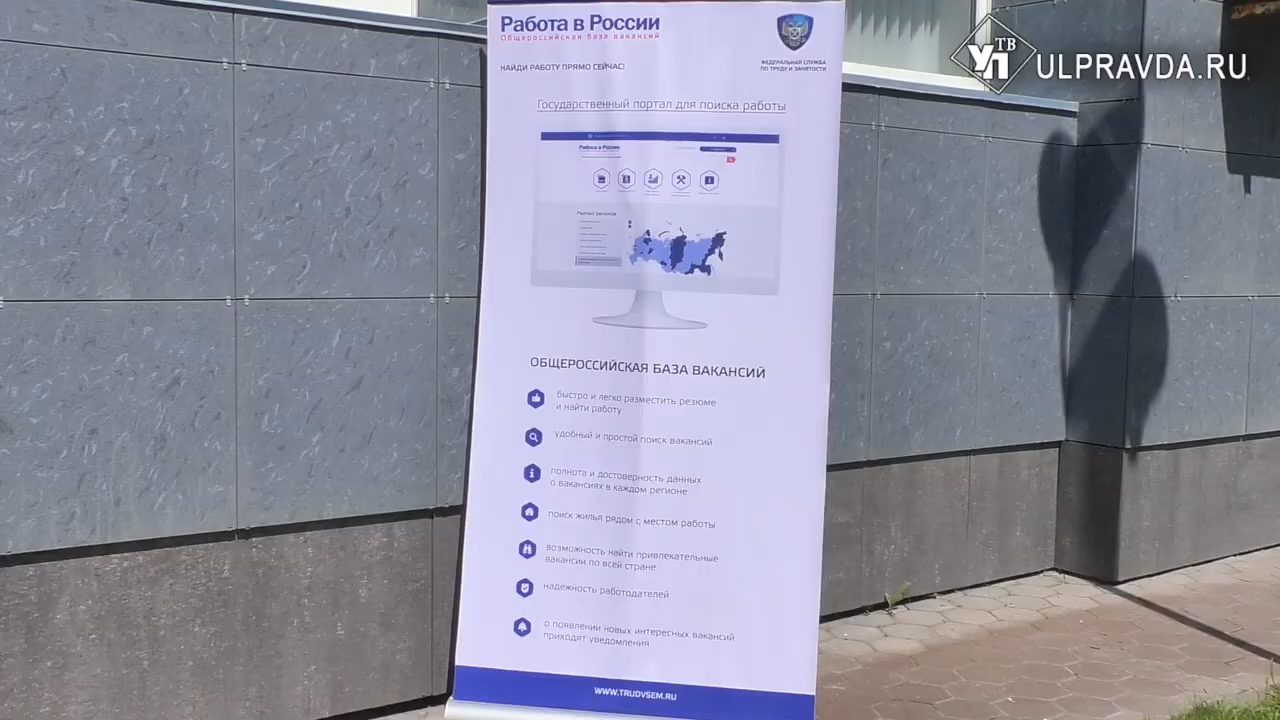 Работа в России
Общероссийская база вакансий
НАЙДИ РАБОТУ ПРЯМО СЕЙЧАС!
ФЕДЕРАЛЬНАЯ СЛУЖБА
ПО ТРУДУ И ЗАНЯТОСТИ
УП ТВ
ULPRAVDA.RU
Государственный портал для поиска работы
Работа в России
Рейтинг регионов
ОБЩЕРОССИЙСКАЯ БАЗА ВАКАНСИЙ
быстро и легко разместить резюме
и найти работу
удобный и простой поиск вакансий
полнота и достоверность данных
о вакансиях в каждом регионе
поиск жилья рядом с местом работы
возможность найти привлекательные
вакансии по всей стране
надежность работодателей
о появлении новых интересных вакансий
приходят уведомления
WWW.TRUDVSEM.RU